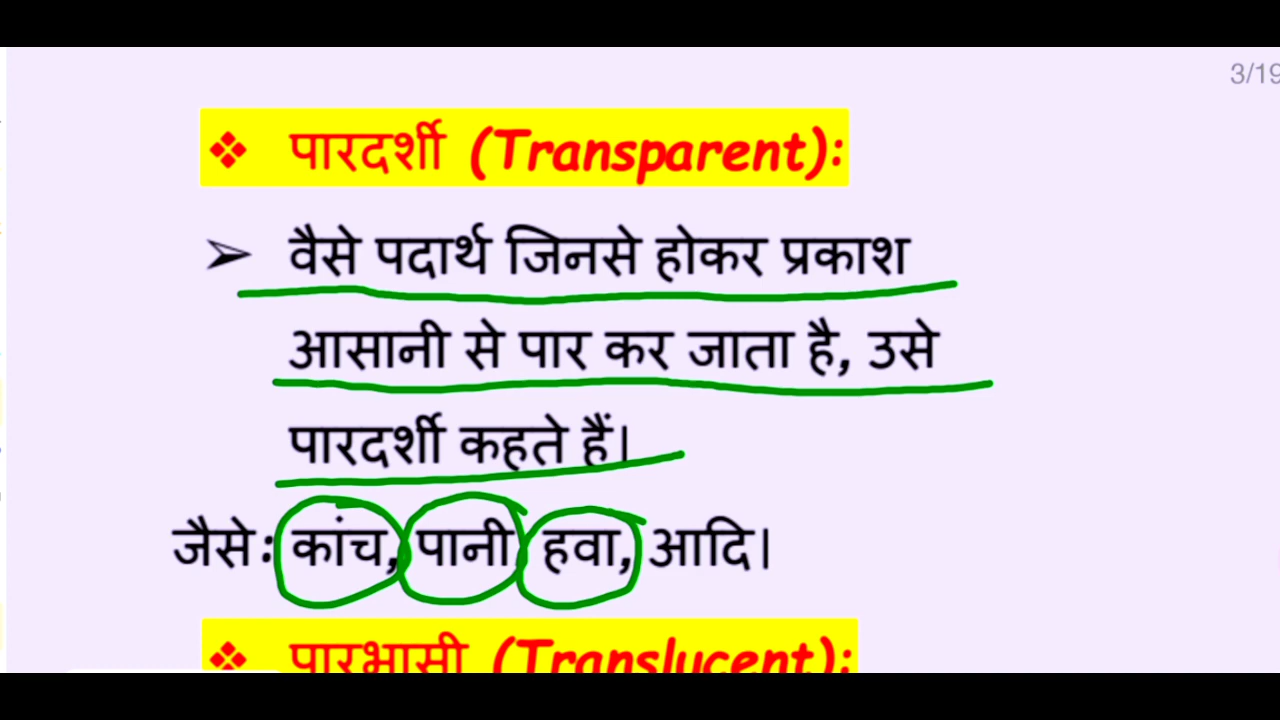 3/19
❖ पारदर्शी (Transparent):
➢ वैसे पदार्थ जिनसे होकर प्रकाश
आसानी से पार कर जाता है, उसे
पारदर्शी कहते हैं।
जैसे: कांच, पानी, हवा, आदि।
❖ पारभासी (Translucent):